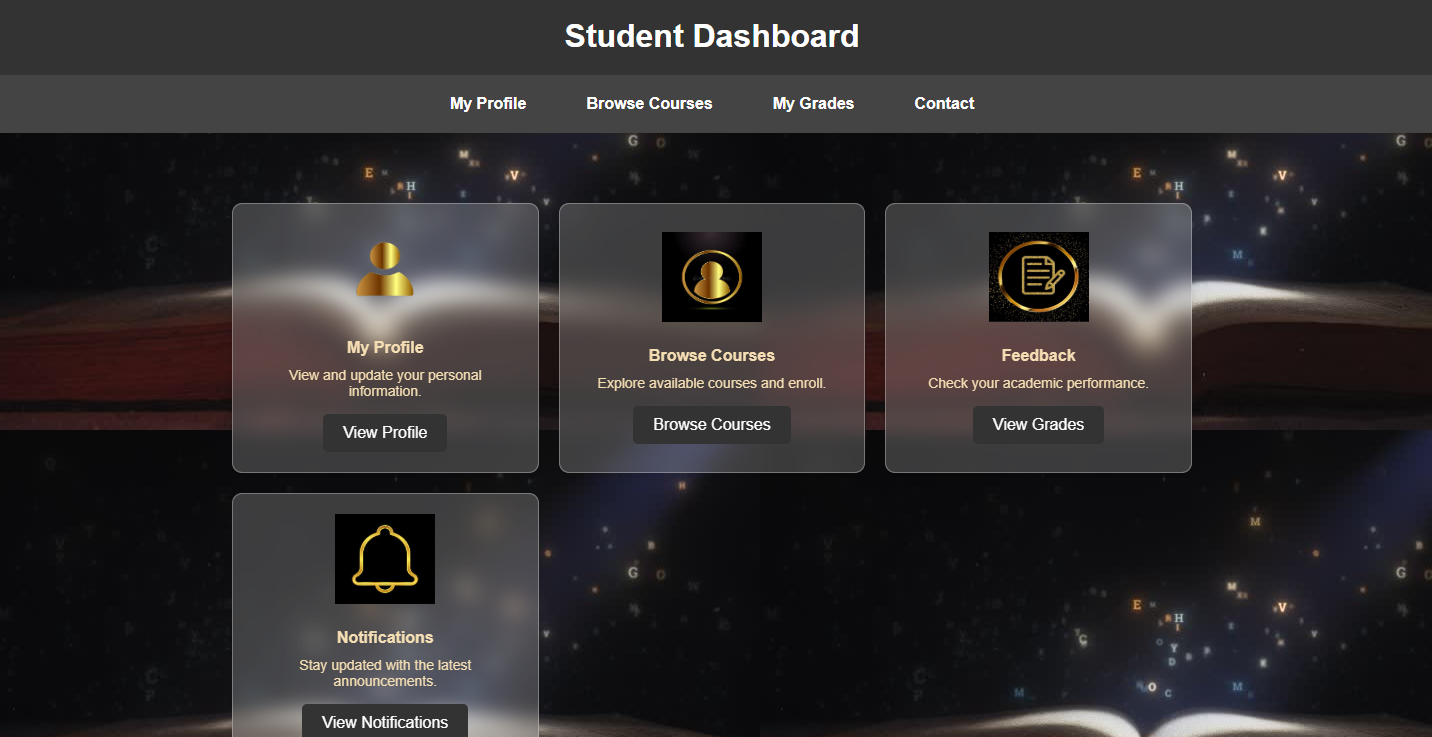 Student Dashboard
My Profile
Browse Courses
My Grades
Contact
My Profile
View and update your personal
information.
View Profile
Browse Courses
Explore available courses and enroll.
Browse Courses
Feedback
Check your academic performance.
View Grades
Notifications
Stay updated with the latest
announcements.
View Notifications